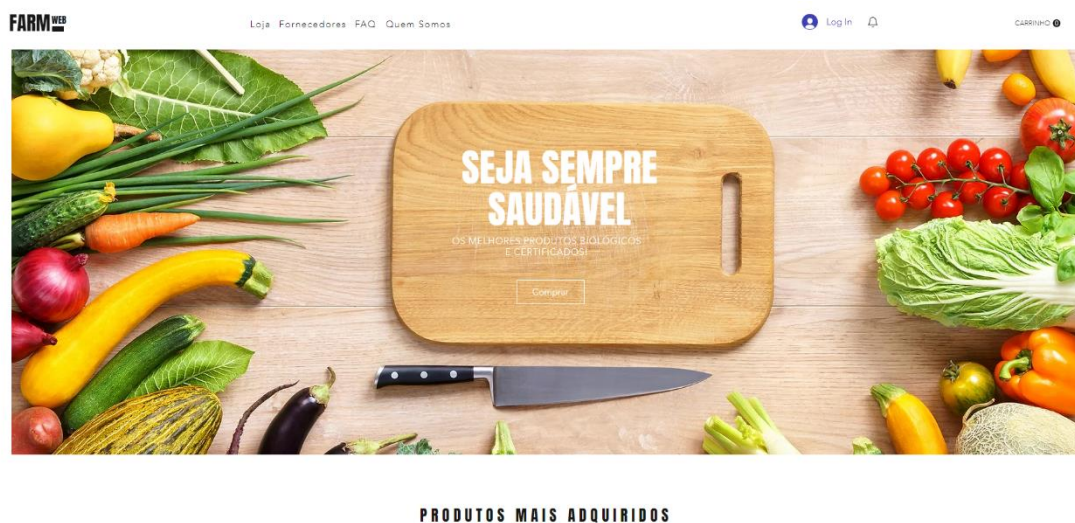 FARM WEB
Loja Fornecedores FAQ Quem Somos
Log In
CARRINHO 0
SEJA SEMPRE
SAUDÁVEL
OS MELHORES PRODUTOS BIOLÓGICOS
E CERTIFICADOS!
Comprar
PRODUTOS MAIS ADQUIRIDOS